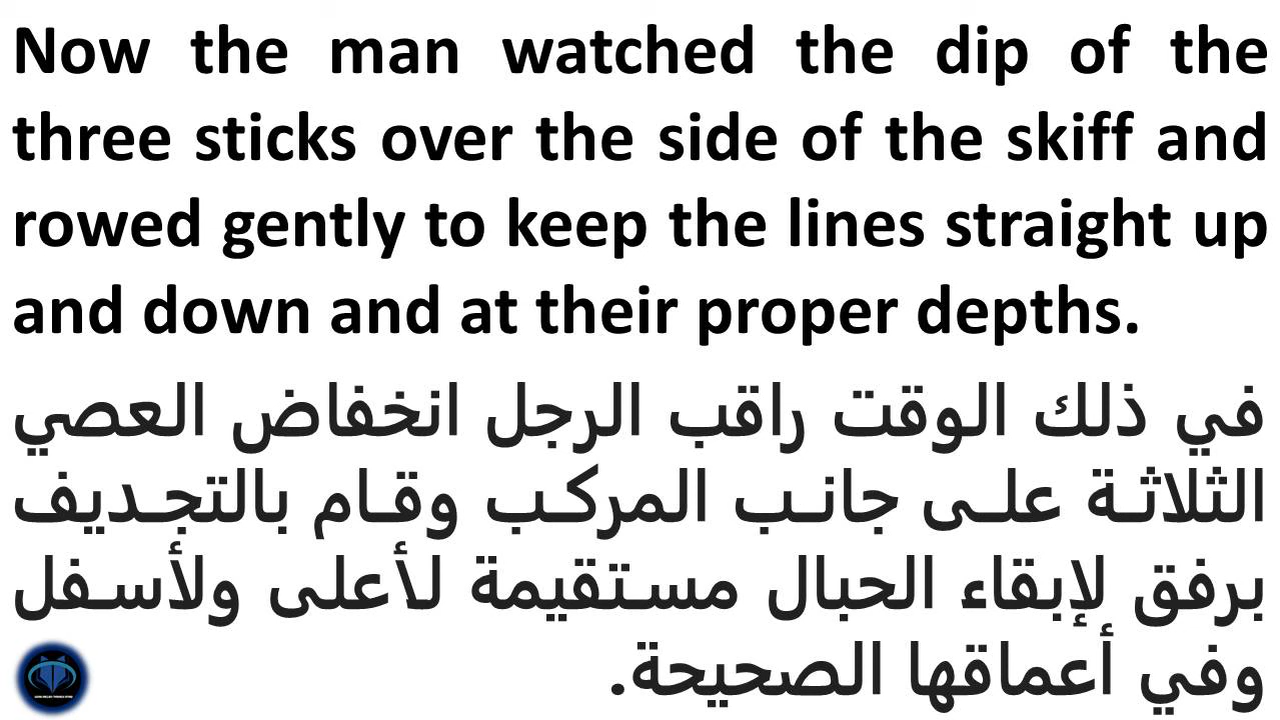 Now the man watched the dip of the
three sticks over the side of the skiff and
rowed gently to keep the lines straight up
and down and at their proper depths.
في ذلك الوقت راقب الرجل انخفاض العصي
الثلاثة على جانب المركب وقام بالتجديف
برفق لإبقاء الحبال مستقيمة لأعلى ولأسفل
وفي أعماقها الصحيحة.